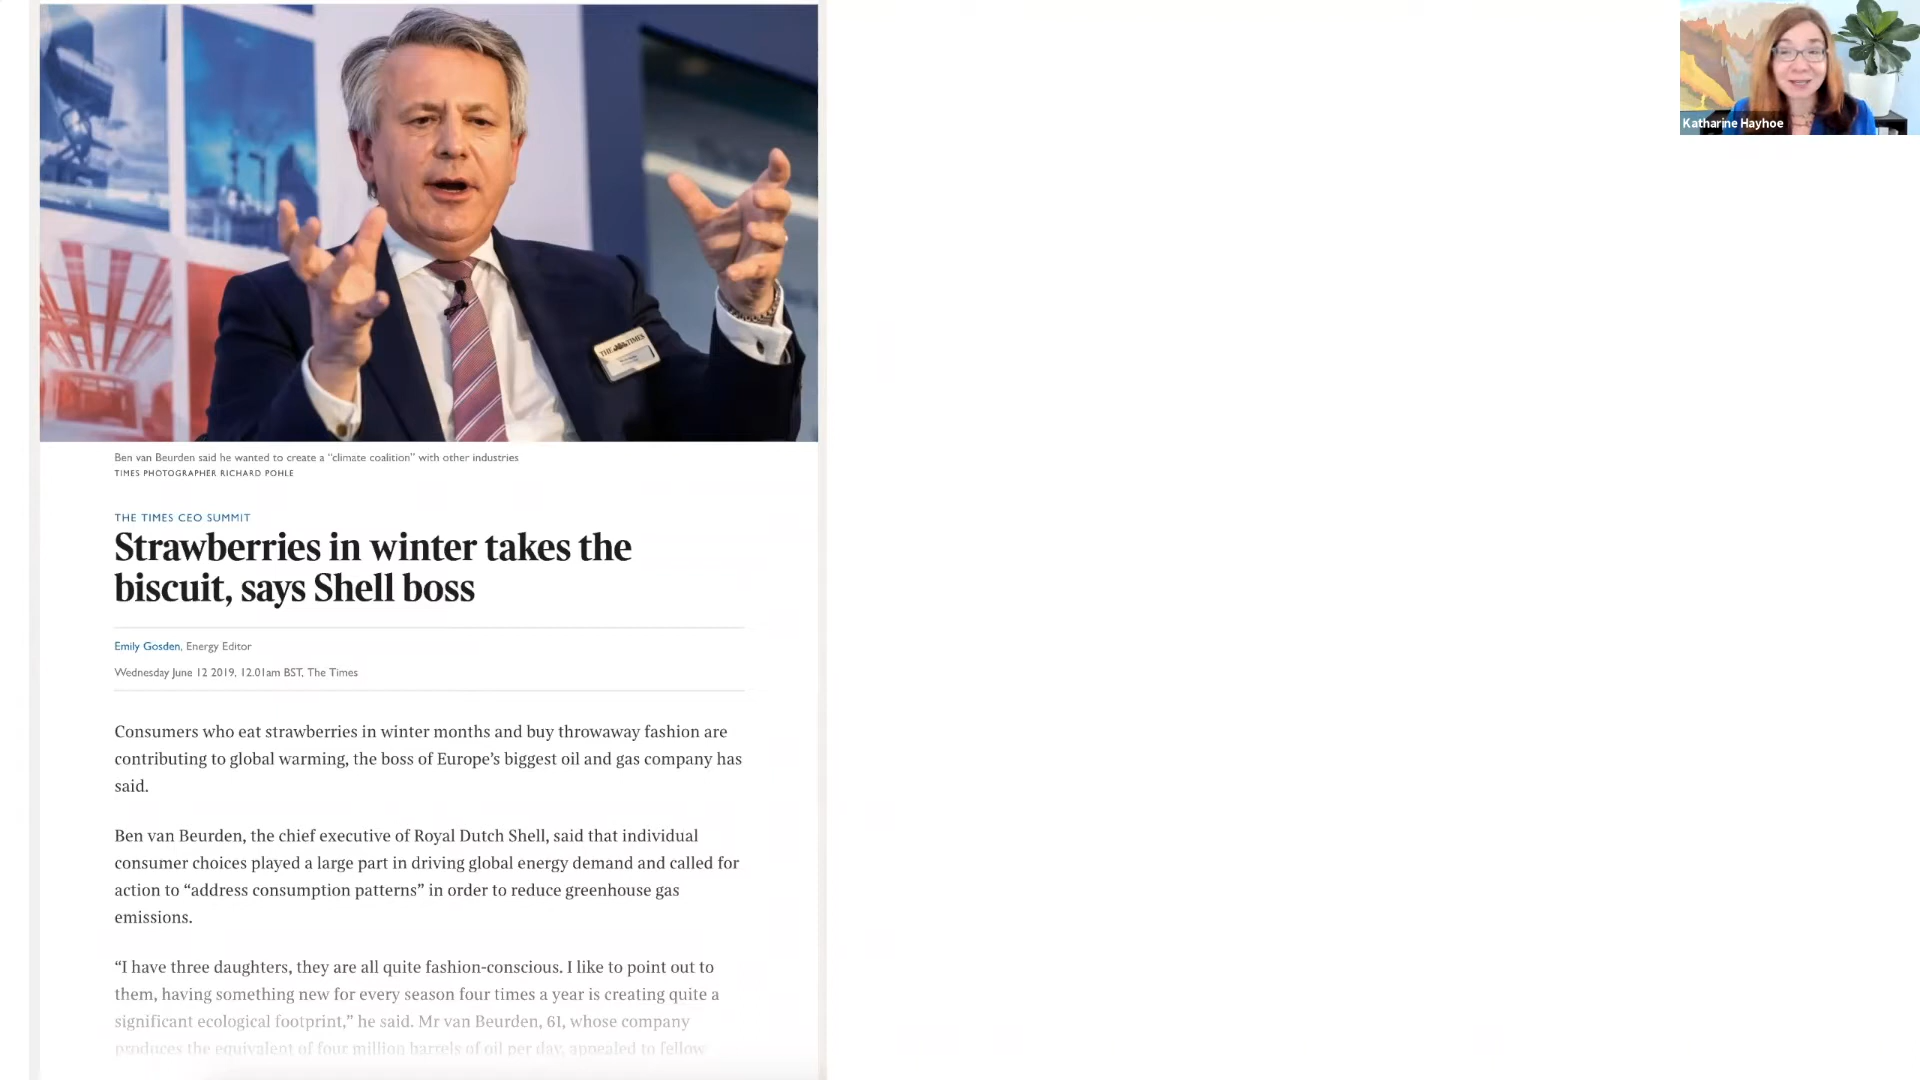 Katharine Hayhoe
THE TIMES
Ben van Beurden said he wanted to create a “climate coalition” with other industries
TIMES PHOTOGRAPHER RICHARD POHLE
THE TIMES CEO SUMMIT
Strawberries in winter takes the
biscuit, says Shell boss
Emily Gosden, Energy Editor
Wednesday June 12 2019, 12.01am BST, The Times
Consumers who eat strawberries in winter months and buy throwaway fashion are
contributing to global warming, the boss of Europe’s biggest oil and gas company has
said.
Ben van Beurden, the chief executive of Royal Dutch Shell, said that individual
consumer choices played a large part in driving global energy demand and called for
action to “address consumption patterns” in order to reduce greenhouse gas
emissions.
“I have three daughters, they are all quite fashion-conscious. I like to point out to
them, having something new for every season four times a year is creating quite a
significant ecological footprint,” he said. Mr van Beurden, 61, whose company
produces the equivalent of four million barrels of oil per day, appealed to fellow